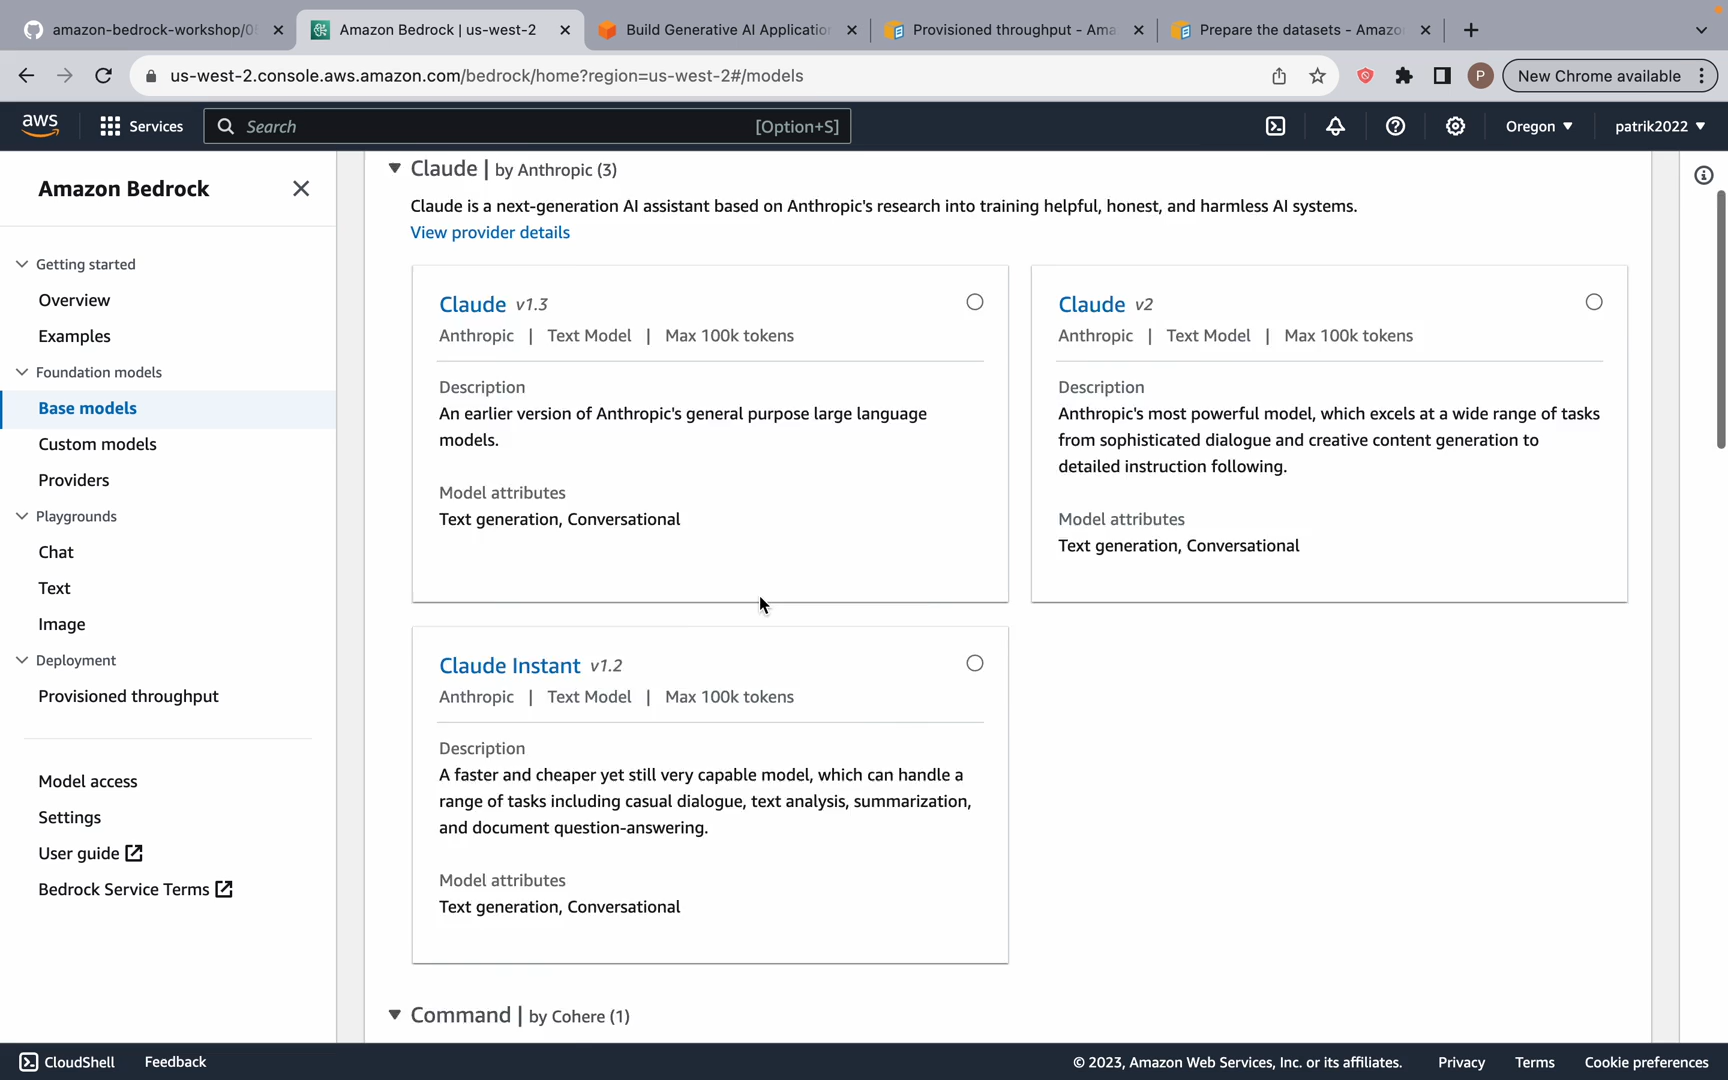 amazon-bedrock-workshop/0
Amazon Bedrock | us-west-2
Build Generative AI Applicatio
Provisioned throughput - Ama
Prepare the datasets - Amazo
us-west-2.console.aws.amazon.com/bedrock/home?region=us-west-2#/models
P
New Chrome available
aws
Services
Search
[Option+S]
Oregon
patrik2022
Amazon Bedrock
Getting started
Overview
Examples
Foundation models
Base models
Custom models
Providers
Playgrounds
Chat
Text
Image
Deployment
Provisioned throughput
Model access
Settings
User guide
Bedrock Service Terms
Claude | by Anthropic (3)
Claude is a next-generation AI assistant based on Anthropic's research into training helpful, honest, and harmless AI systems.
View provider details
Claude v1.3
Anthropic | Text Model | Max 100k tokens
Description
An earlier version of Anthropic's general purpose large language
models.
Model attributes
Text generation, Conversational
Claude v2
Anthropic | Text Model | Max 100k tokens
Description
Anthropic's most powerful model, which excels at a wide range of tasks
from sophisticated dialogue and creative content generation to
detailed instruction following.
Model attributes
Text generation, Conversational
Claude Instant v1.2
Anthropic | Text Model | Max 100k tokens
Description
A faster and cheaper yet still very capable model, which can handle a
range of tasks including casual dialogue, text analysis, summarization,
and document question-answering.
Model attributes
Text generation, Conversational
Command | by Cohere (1)
CloudShell
Feedback
© 2023, Amazon Web Services, Inc. or its affiliates.
Privacy
Terms
Cookie preferences